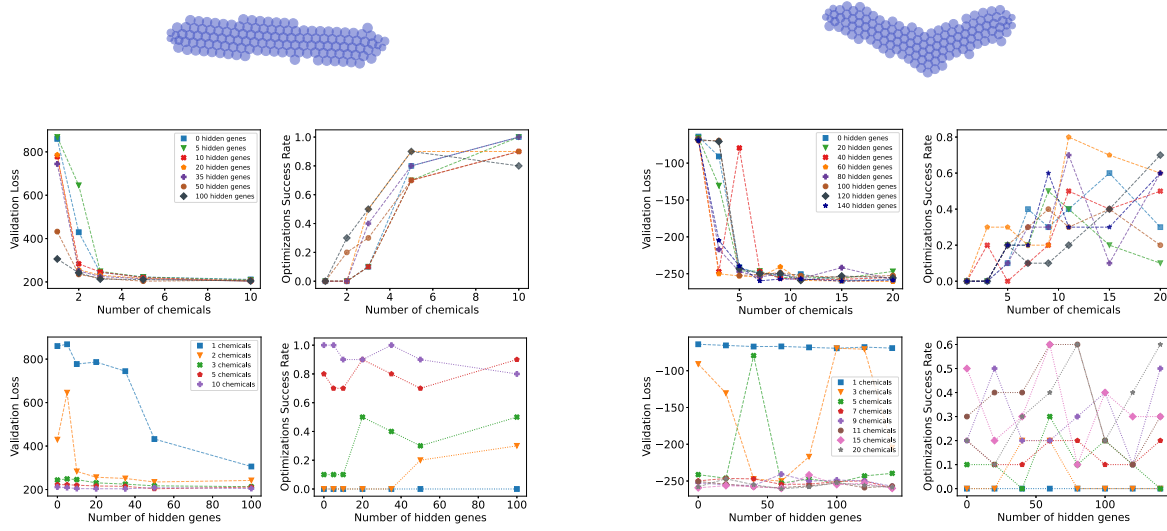 800
600
400
200
Validation Loss
2
4
6
8
10
Number of chemicals
0 hidden genes
5 hidden genes
10 hidden genes
20 hidden genes
35 hidden genes
50 hidden genes
100 hidden genes
1.0
0.8
0.6
0.4
0.2
0.0
Optimizations Success Rate
2
4
6
8
10
Number of chemicals
−100
−150
−200
−250
Validation Loss
5
10
15
20
Number of chemicals
0 hidden genes
20 hidden genes
40 hidden genes
60 hidden genes
80 hidden genes
100 hidden genes
120 hidden genes
140 hidden genes
0.8
0.6
0.4
0.2
0.0
Optimizations Success Rate
0
5
10
15
20
Number of chemicals
800
600
400
200
Validation Loss
0
20
40
60
80
100
Number of hidden genes
1 chemicals
2 chemicals
3 chemicals
5 chemicals
10 chemicals
1.0
0.8
0.6
0.4
0.2
0.0
Optimizations Success Rate
0
20
40
60
80
100
Number of hidden genes
−100
−150
−200
−250
Validation Loss
0
50
100
Number of hidden genes
1 chemicals
3 chemicals
5 chemicals
7 chemicals
9 chemicals
11 chemicals
15 chemicals
20 chemicals
0.6
0.5
0.4
0.3
0.2
0.1
0.0
Optimizations Success Rate
0
50
100
Number of hidden genes